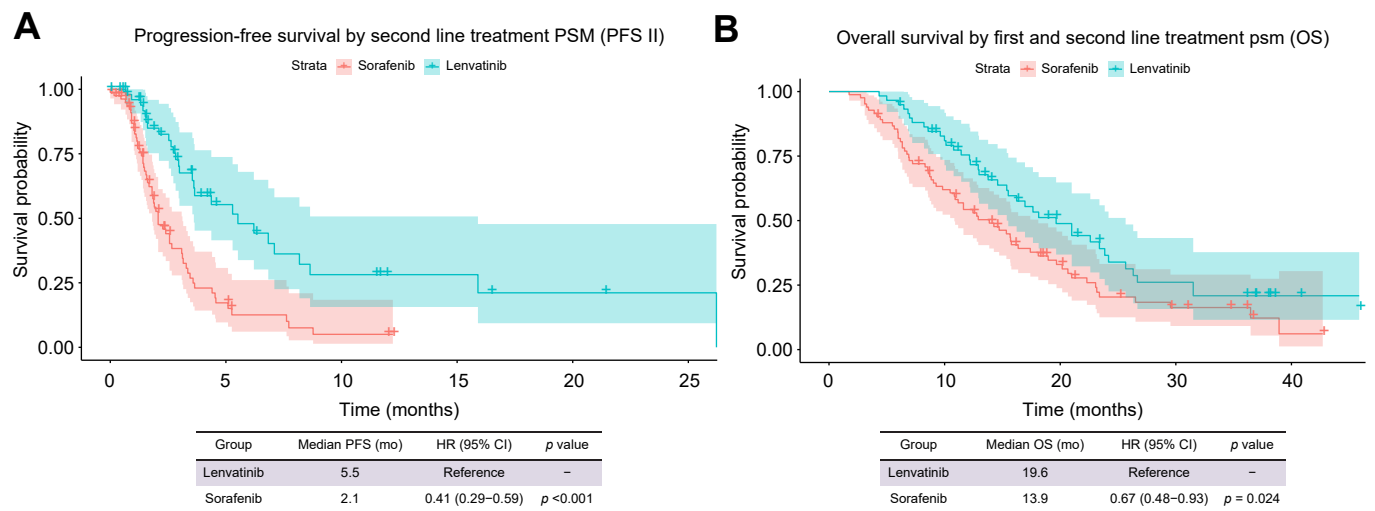 A
Progression-free survival by second line treatment PSM (PFS II)
Strata Sorafenib Lenvatinib
Survival probability
1.00
0.75
0.50
0.25
0.00
0 5 10 15 20 25
Time (months)
Group Median PFS (mo) HR (95% CI) p value
Lenvatinib 5.5 Reference −
Sorafenib 2.1 0.41 (0.29−0.59) p <0.001
B
Overall survival by first and second line treatment psm (OS)
Strata Sorafenib Lenvatinib
Survival probability
1.00
0.75
0.50
0.25
0.00
0 10 20 30 40
Time (months)
Group Median OS (mo) HR (95% CI) p value
Lenvatinib 19.6 Reference −
Sorafenib 13.9 0.67 (0.48−0.93) p = 0.024